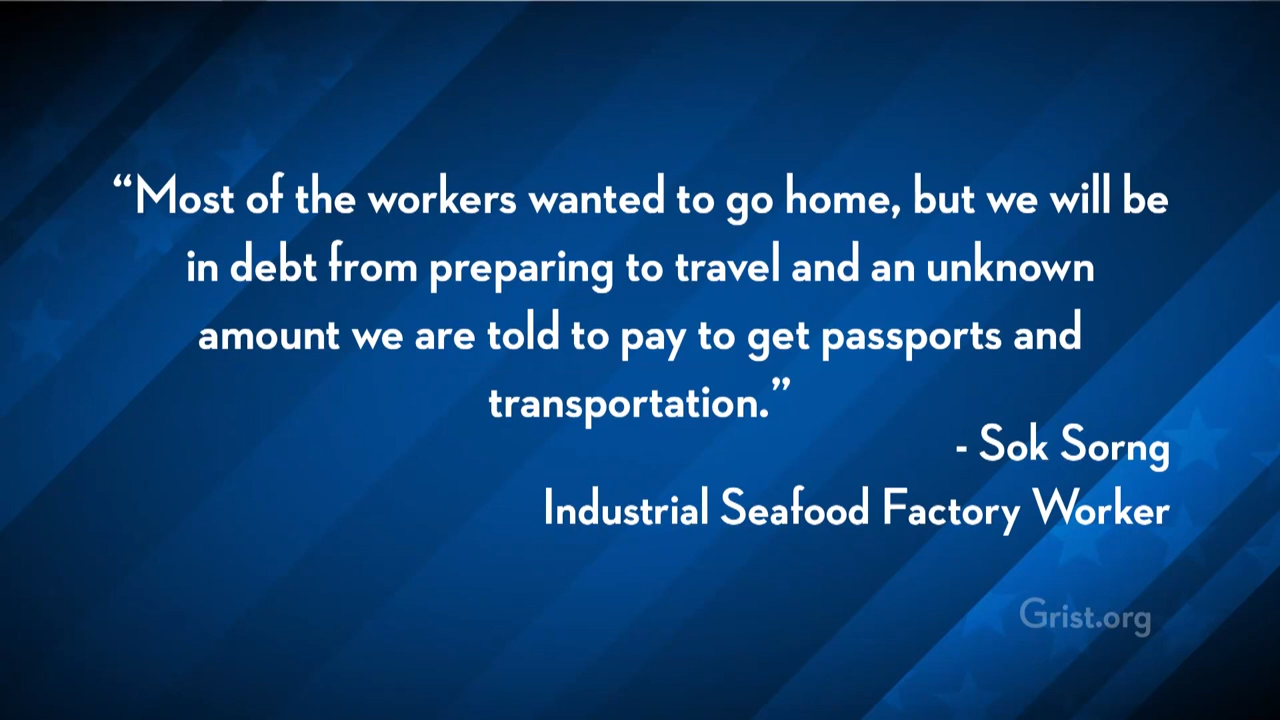 “Most of the workers wanted to go home, but we will be
in debt from preparing to travel and an unknown
amount we are told to pay to get passports and
transportation.”
- Sok Sorng
Industrial Seafood Factory Worker
Grist.org